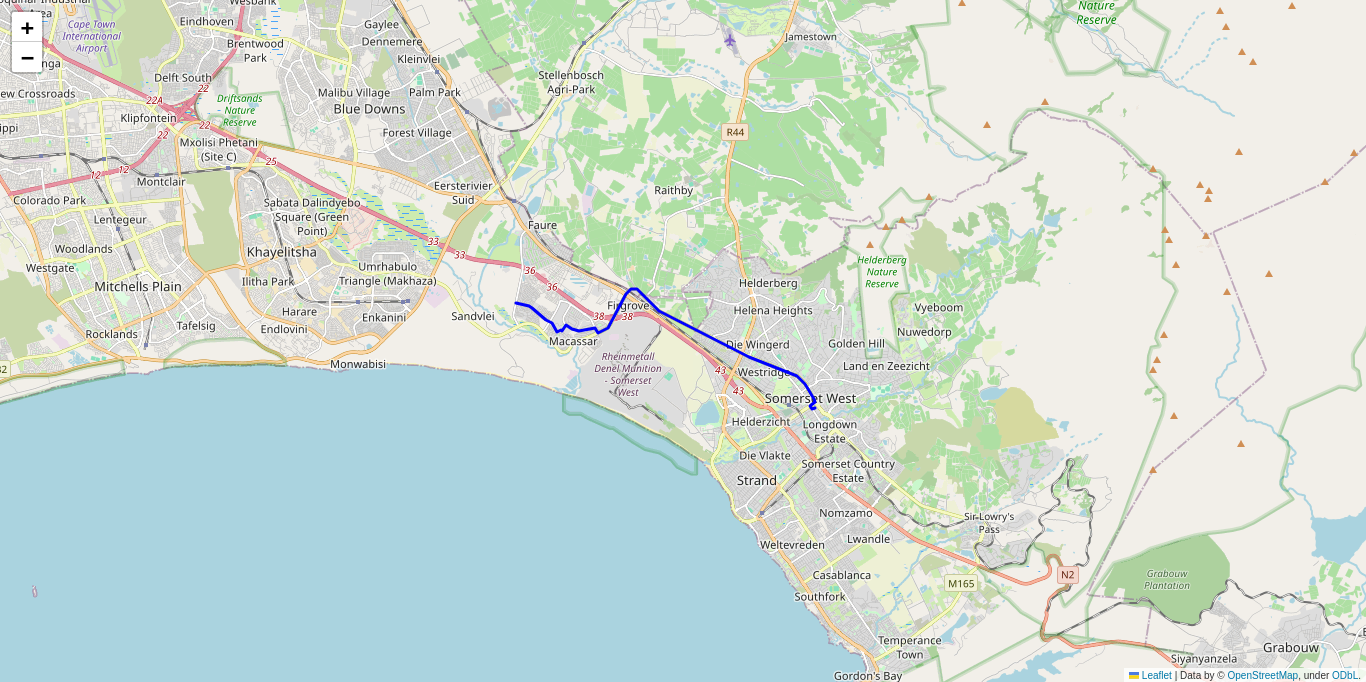 +
−
Cape Town
International
Airport
Eindhoven
Gaylee
Dennemere
Kleinvlei
Brentwood
Park
Nature
Reserve
Jamestown
Delft South
22
22A
22
22
Driftsands
Nature
Reserve
Malibu Village
Blue Downs
Palm Park
Stellenbosch
Agri-Park
Klipfontein
Forest Village
R44
Mxolisi Phetani
(Site C)
25
12
12
Montclair
Colorado Park
Eersterivier
Suid
Raithby
Sabata Dalindyebo
Square (Green
Point)
Lentegeur
Faure
33
33
Woodlands
Khayelitsha
Westgate
Umrhabulo
Triangle (Makhaza)
36
36
Helderberg
Nature
Reserve
Mitchells Plain
Ilitha Park
Helderberg
Firgrove
Vyeboom
Harare
Enkanini
Sandvlei
38
38
Helena Heights
Rocklands
Tafelsig
Endlovini
Nuwedorp
Macassar
Die Wingerd
Golden Hill
Monwabisi
Rheinmetall
Denel Munition
- Somerset
West
43
43
Westridge
Land en Zeezicht
Somerset West
Helderzicht
Longdown
Estate
Die Vlakte
Somerset Country
Estate
Strand
Nomzamo
Sir Lowry's
Pass
Lwandle
Weltevreden
Casablanca
M165
N2
Southfork
Grabouw
Plantation
Temperance
Town
Grabouw
Siyanyanzela
Gordon's Bay
Leaflet | Data by © OpenStreetMap, under ODbL.